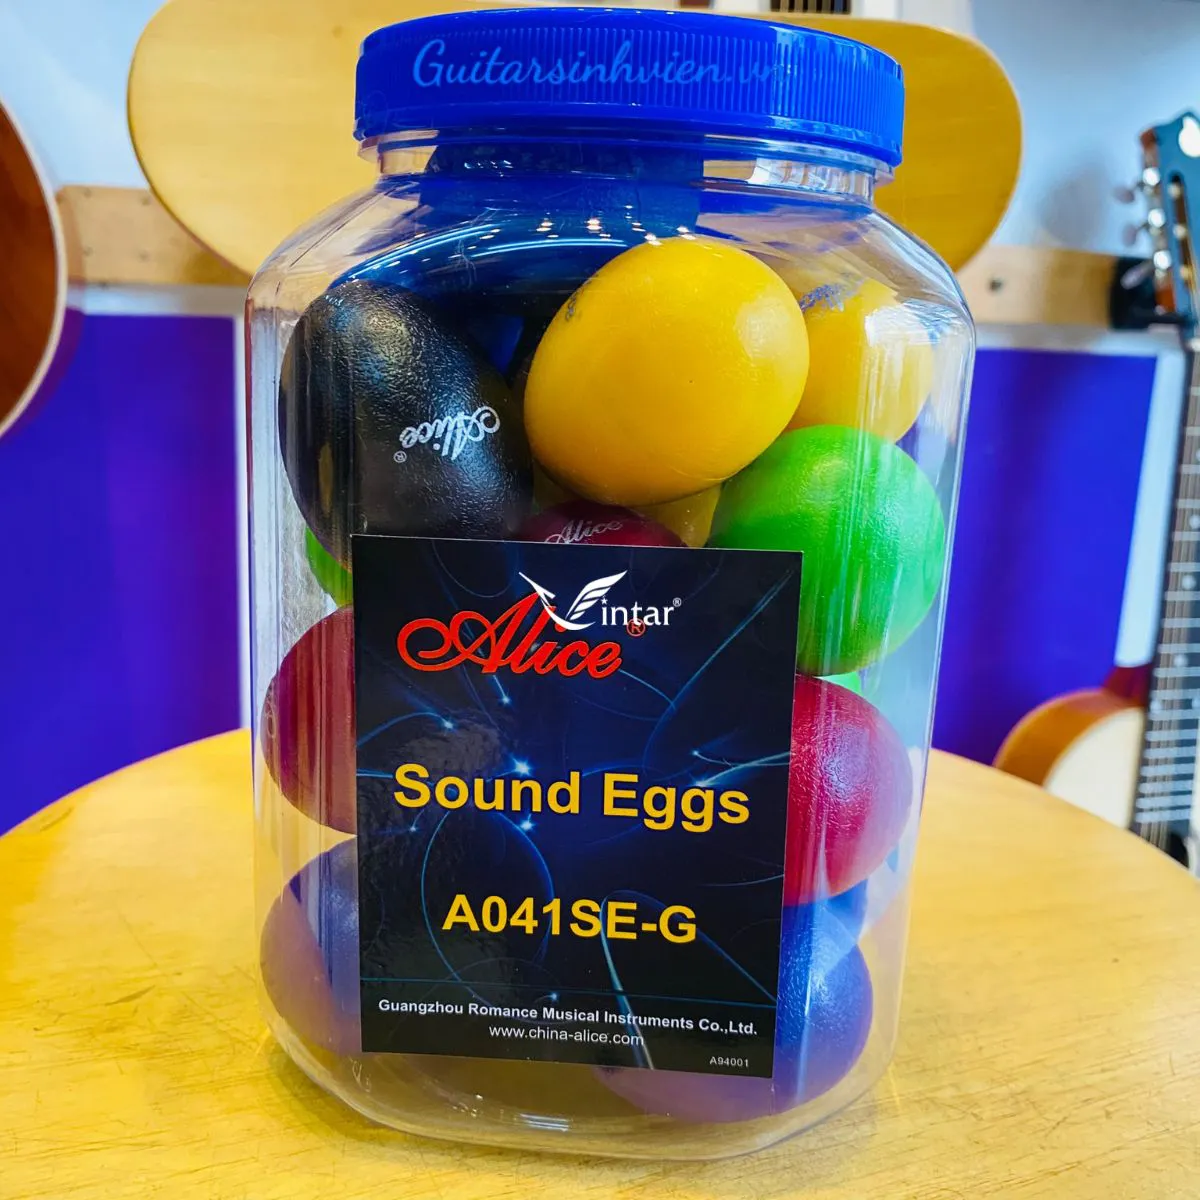 Guitarsinhvien.vn
Alice
Alice®
Alice
Vintar®
Alice®
Sound Eggs
A041SE-G
Guangzhou Romance Musical Instruments Co.,Ltd.
www.china-alice.com
A94001